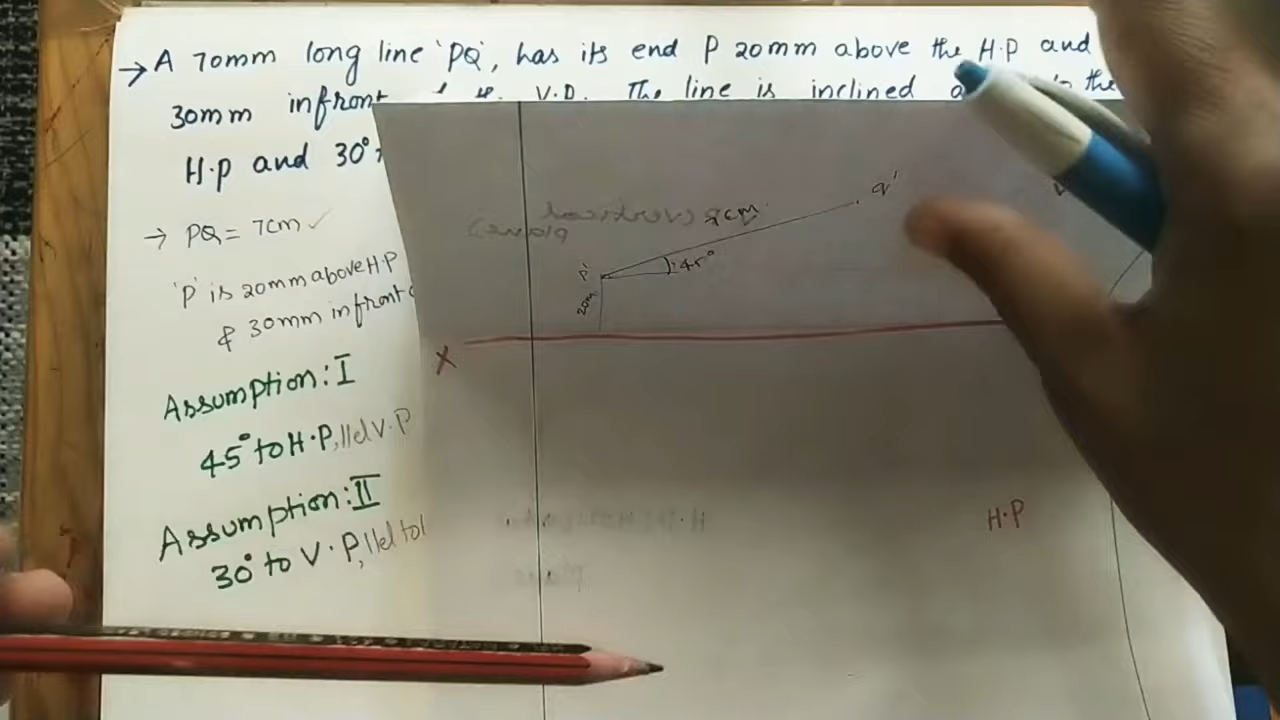 → A 70mm long line 'PQ', has its end P 20mm above the H.P and
30mm infront V.P. The line is inclined the
H.P and 30°
→ PQ = 7cm ✓
'P' is 20mm above H.P
& 30mm infront
Assumption: I
45° to H.P, llel V.P
Assumption: II
30° to V.P, llel to
q'
7cm
p'
45°
20m
X
H.P